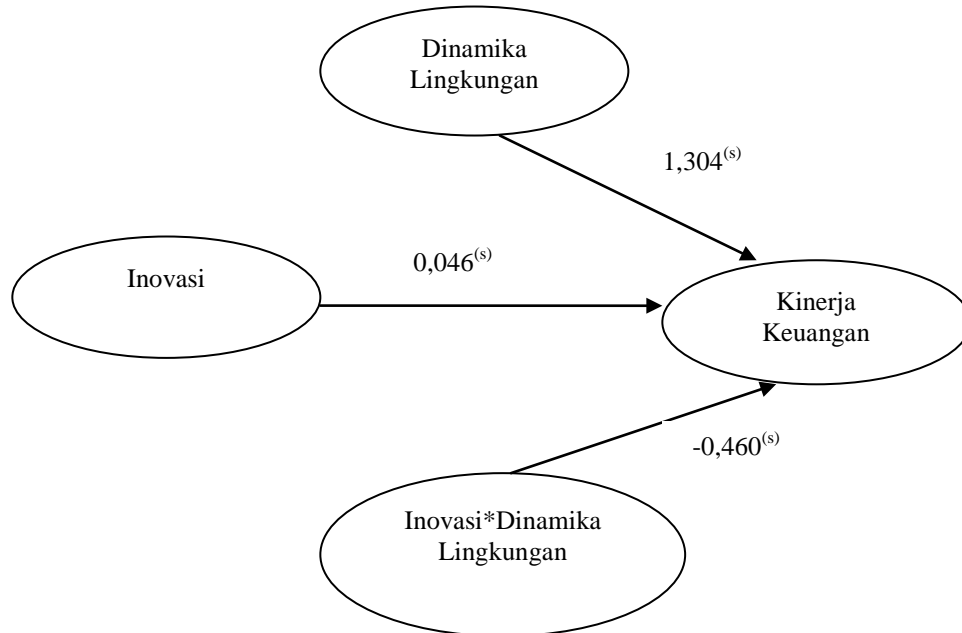 Dinamika
Lingkungan
1,304(s)
Inovasi
0,046(s)
Kinerja
Keuangan
-0,460(s)
Inovasi*Dinamika
Lingkungan